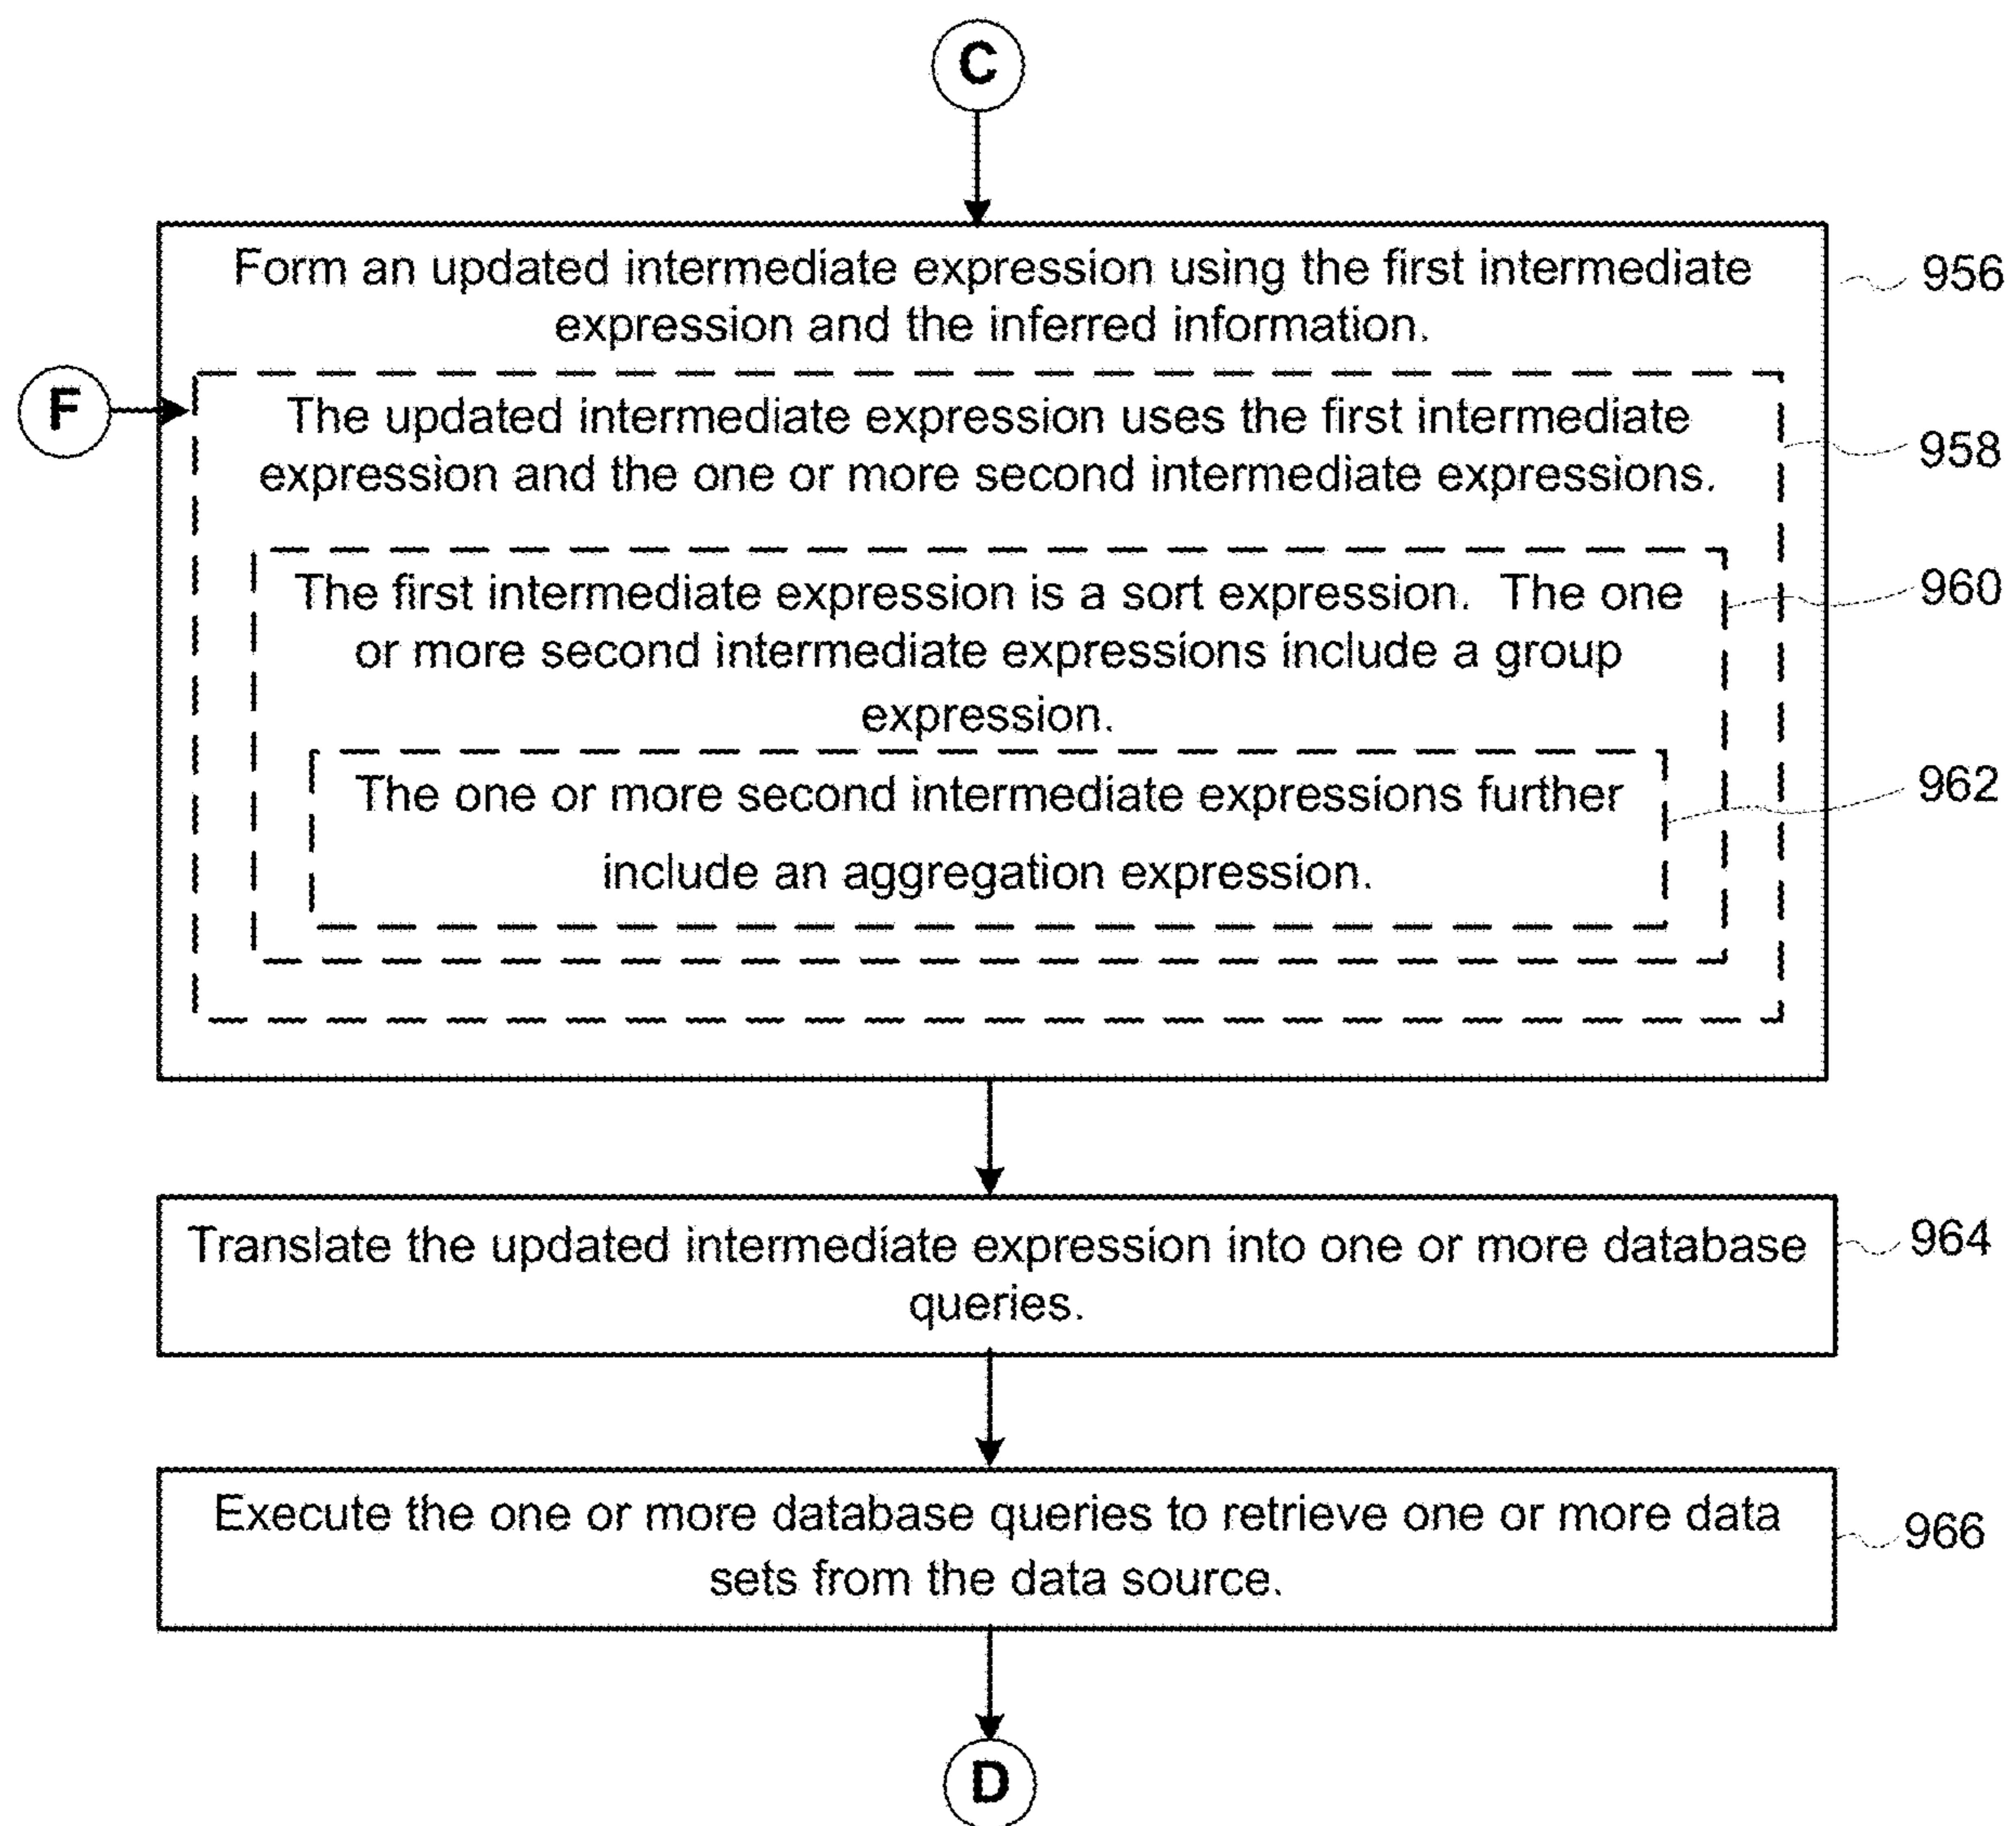 C
Form an updated intermediate expression using the first intermediate
expression and the inferred information.
956
F
The updated intermediate expression uses the first intermediate
expression and the one or more second intermediate expressions.
958
The first intermediate expression is a sort expression. The one
or more second intermediate expressions include a group
expression.
960
The one or more second intermediate expressions further
include an aggregation expression.
962
Translate the updated intermediate expression into one or more database
queries.
964
Execute the one or more database queries to retrieve one or more data
sets from the data source.
966
D